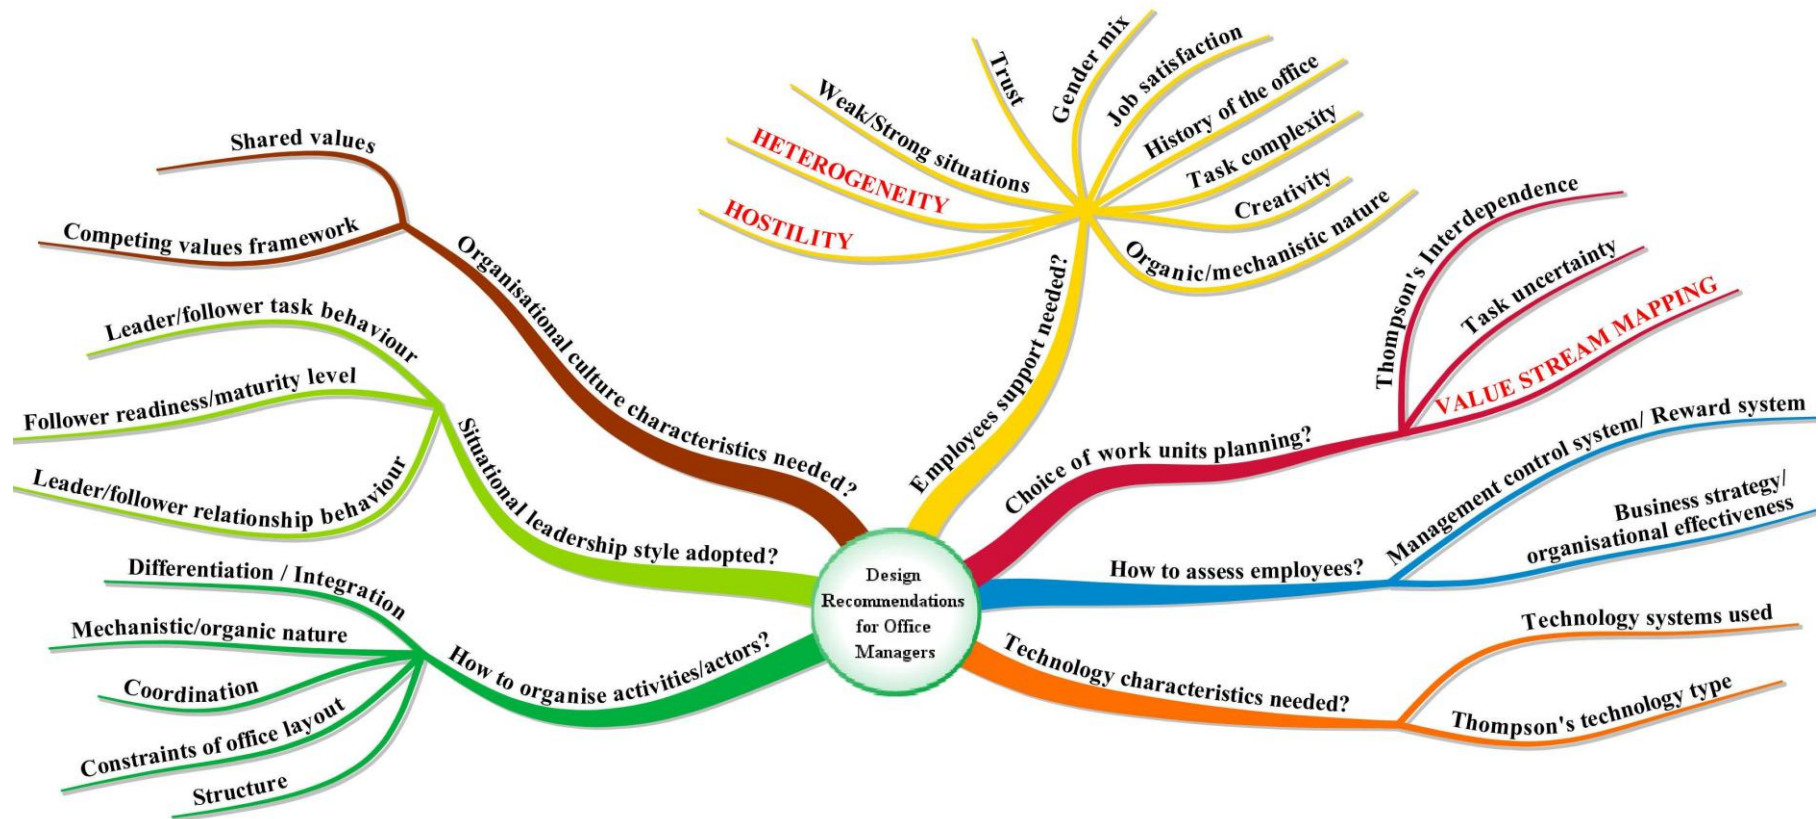 Design
Recommendations
for Office
Managers
Organisational culture characteristics needed?
Shared values
Competing values framework
Situational leadership style adopted?
Leader/follower task behaviour
Follower readiness/maturity level
Leader/follower relationship behaviour
How to organise activities/actors?
Differentiation / Integration
Mechanistic/organic nature
Coordination
Constraints of office layout
Structure
Employees support needed?
HOSTILITY
HETEROGENEITY
Weak/Strong situations
Trust
Gender mix
Job satisfaction
History of the office
Task complexity
Creativity
Organic/mechanistic nature
Choice of work units planning?
Thompson's Interdependence
Task uncertainty
VALUE STREAM MAPPING
How to assess employees?
Management control system/ Reward system
Business strategy/
organisational effectiveness
Technology characteristics needed?
Technology systems used
Thompson's technology type